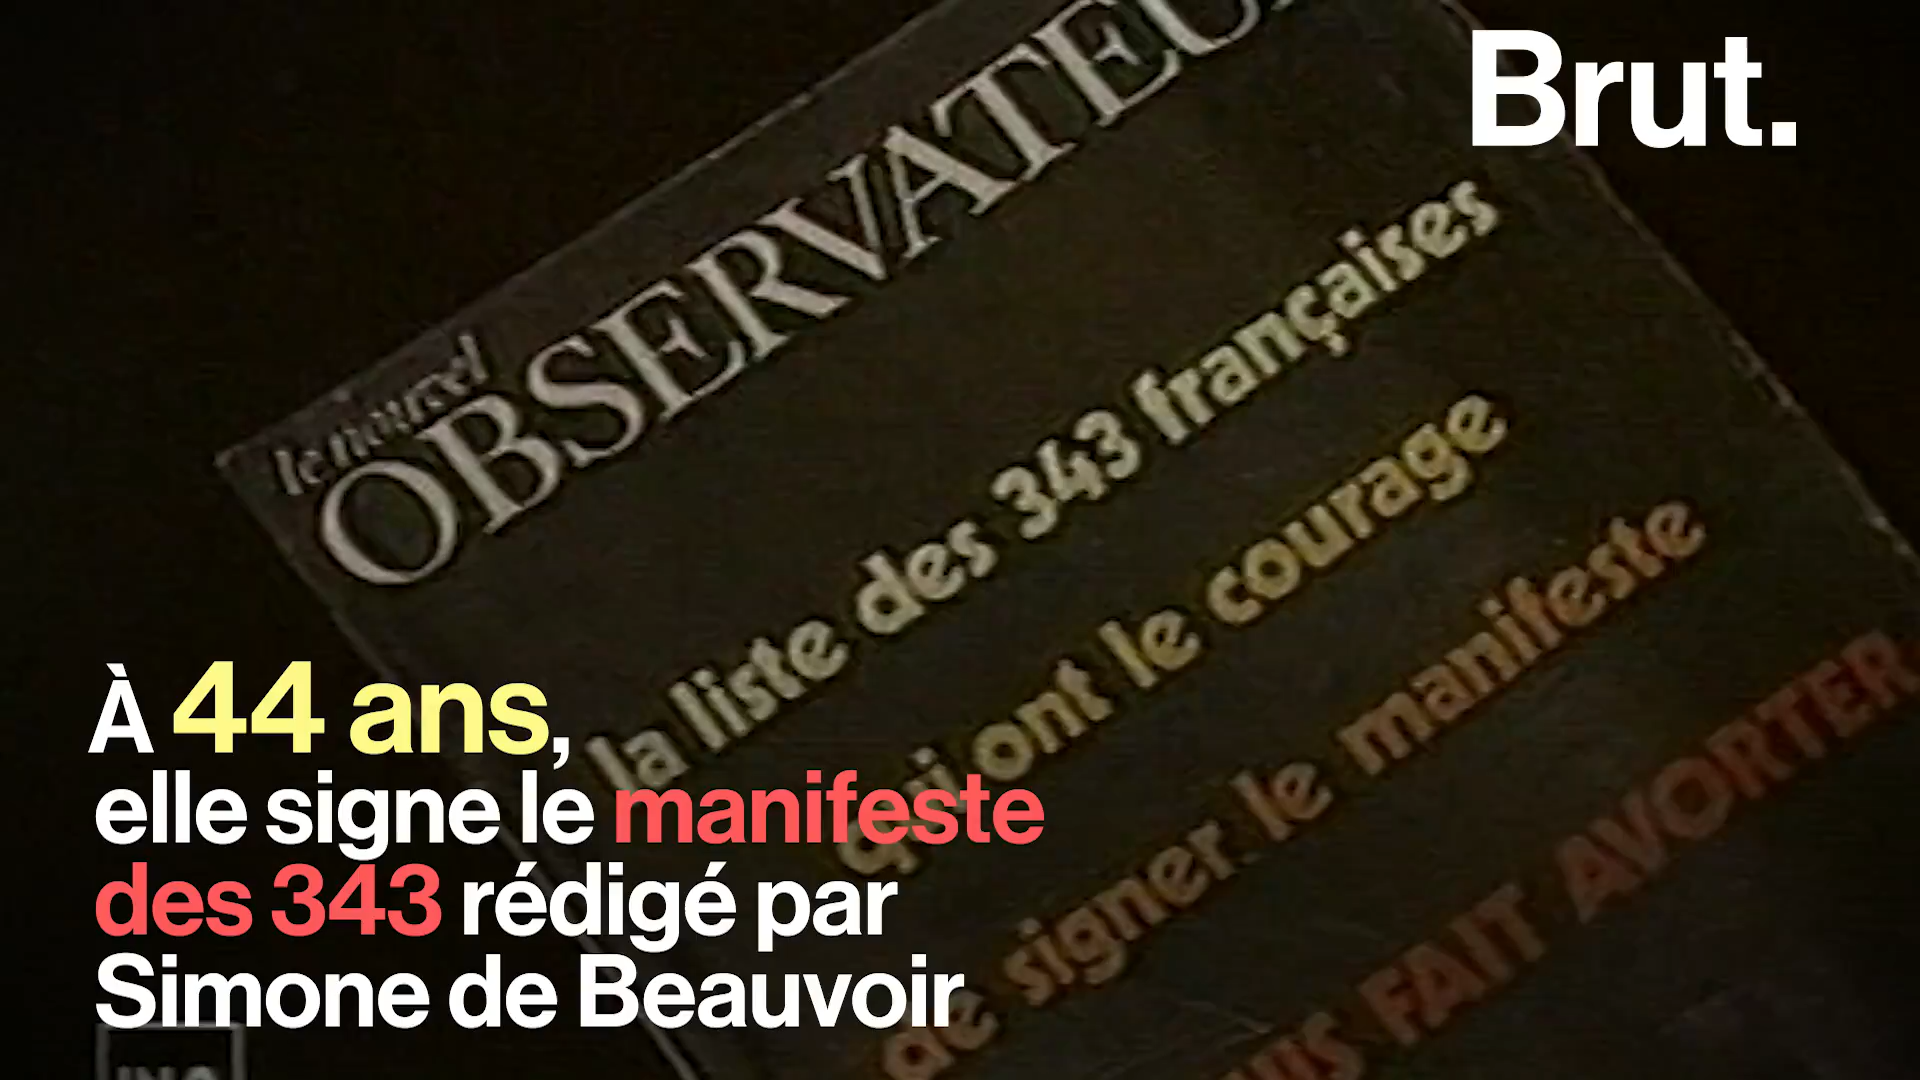 Brut.
le nouvel
OBSERVATEU
la liste des 343 françaises
qui ont le courage
de signer le manifeste
UIS FAIT AVORTER
À 44 ans,
elle signe le manifeste
des 343 rédigé par
Simone de Beauvoir